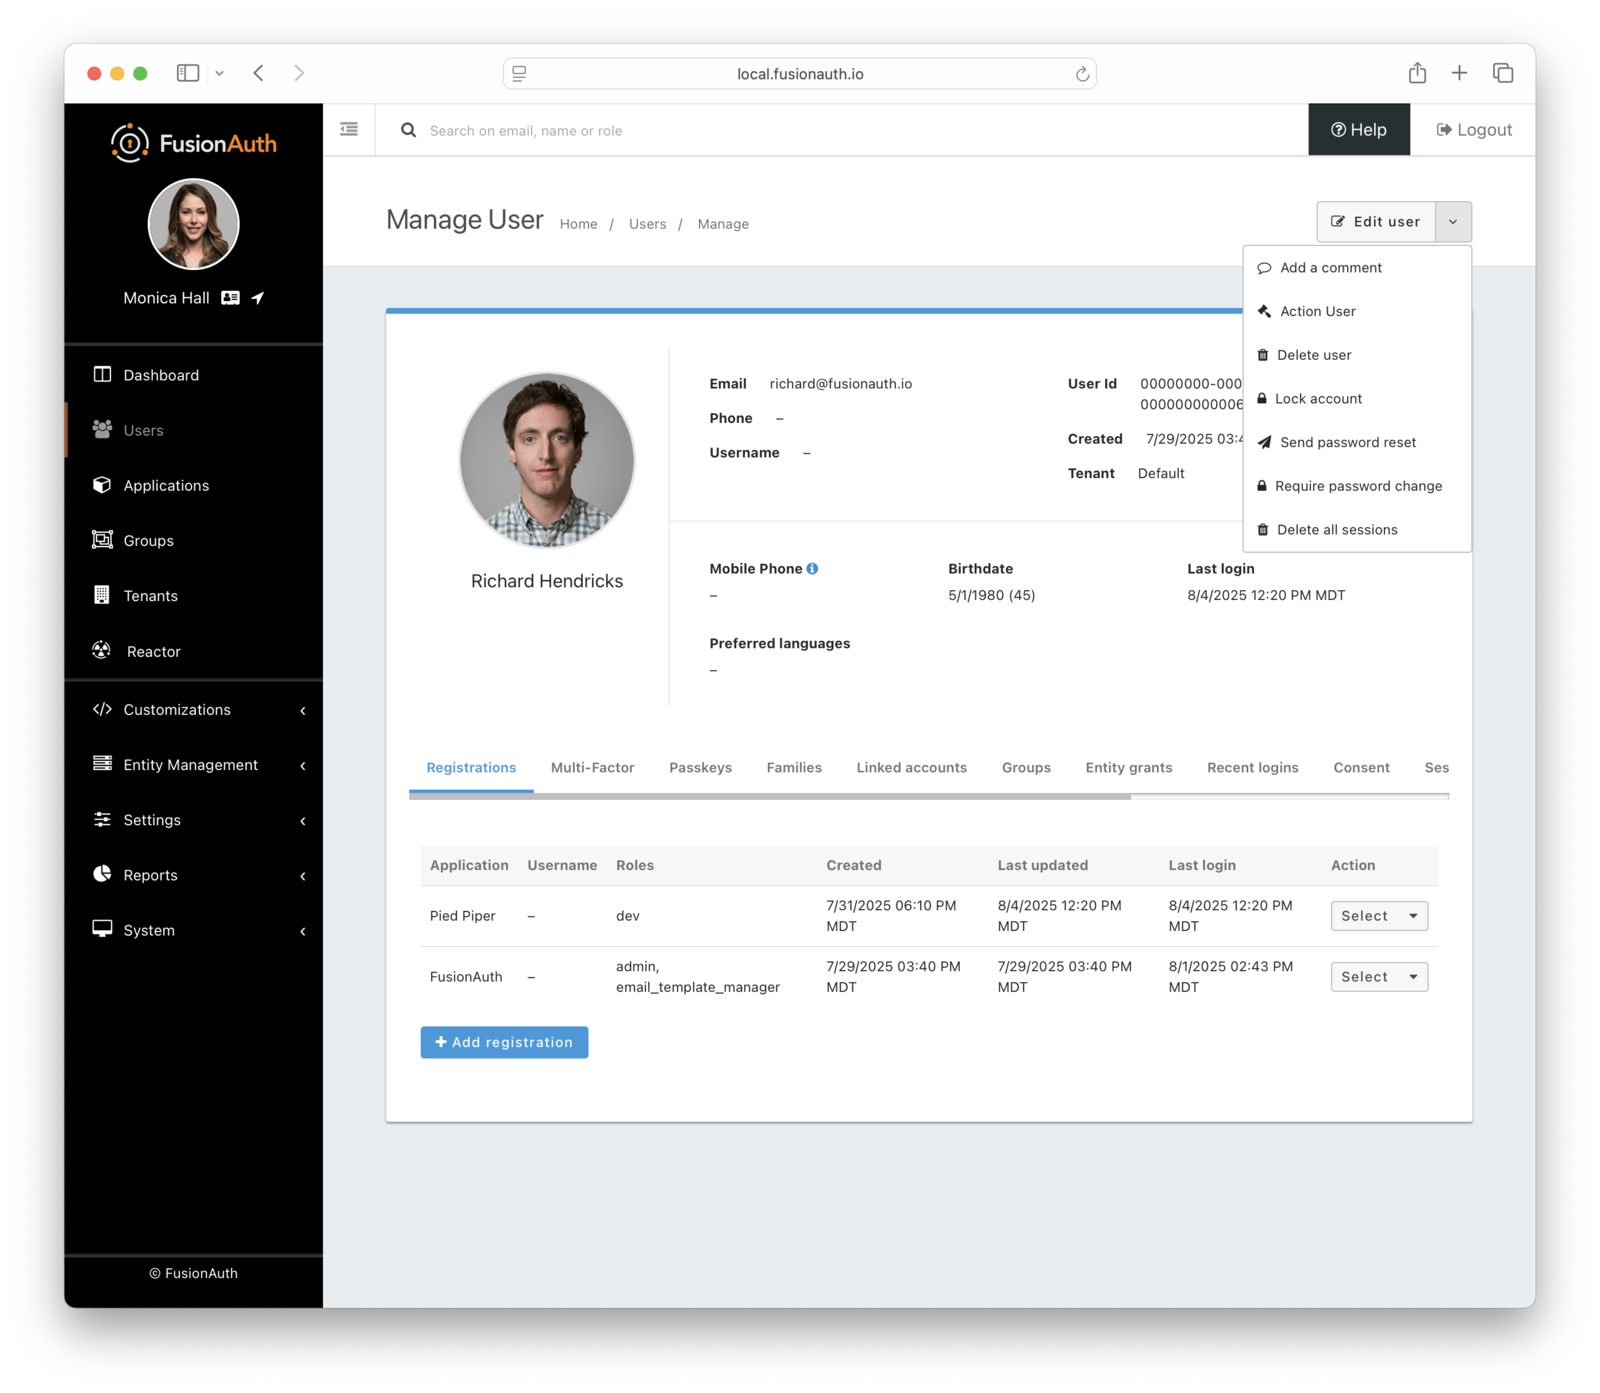 local.fusionauth.io
FusionAuth
Search on email, name or role
Help
Logout
Monica Hall
Dashboard
Users
Applications
Groups
Tenants
Reactor
Customizations
Entity Management
Settings
Reports
System
© FusionAuth
Manage User
Home / Users / Manage
Edit user
Add a comment
Action User
Delete user
Lock account
Send password reset
Require password change
Delete all sessions
Richard Hendricks
Email richard@fusionauth.io
Phone –
Username –
User Id 00000000-000
000000000006
Created 7/29/2025 03:4
Tenant Default
Mobile Phone
–
Birthdate
5/1/1980 (45)
Last login
8/4/2025 12:20 PM MDT
Preferred languages
–
Registrations Multi-Factor Passkeys Families Linked accounts Groups Entity grants Recent logins Consent Ses
Application Username Roles Created Last updated Last login Action
Pied Piper – dev 7/31/2025 06:10 PM MDT 8/4/2025 12:20 PM MDT 8/4/2025 12:20 PM MDT Select
FusionAuth – admin, email_template_manager 7/29/2025 03:40 PM MDT 7/29/2025 03:40 PM MDT 8/1/2025 02:43 PM MDT Select
Add registration